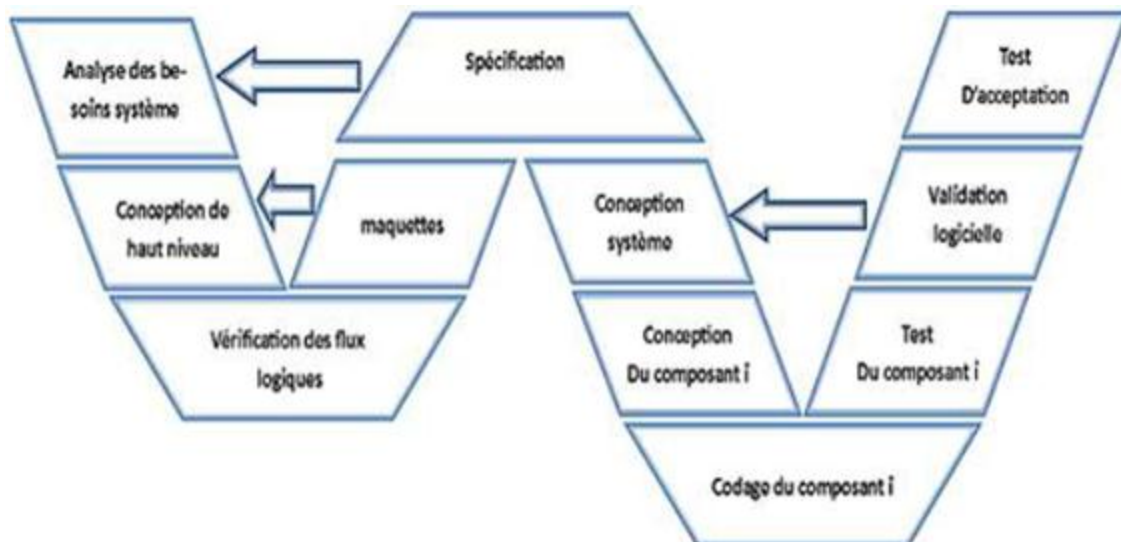 Analyse des be-
soins système
Spécification
Test
D'acceptation
Conception de
haut niveau
maquettes
Conception
système
Validation
logicielle
Vérification des flux
logiques
Conception
Du composant i
Test
Du composant i
Codage du composant i